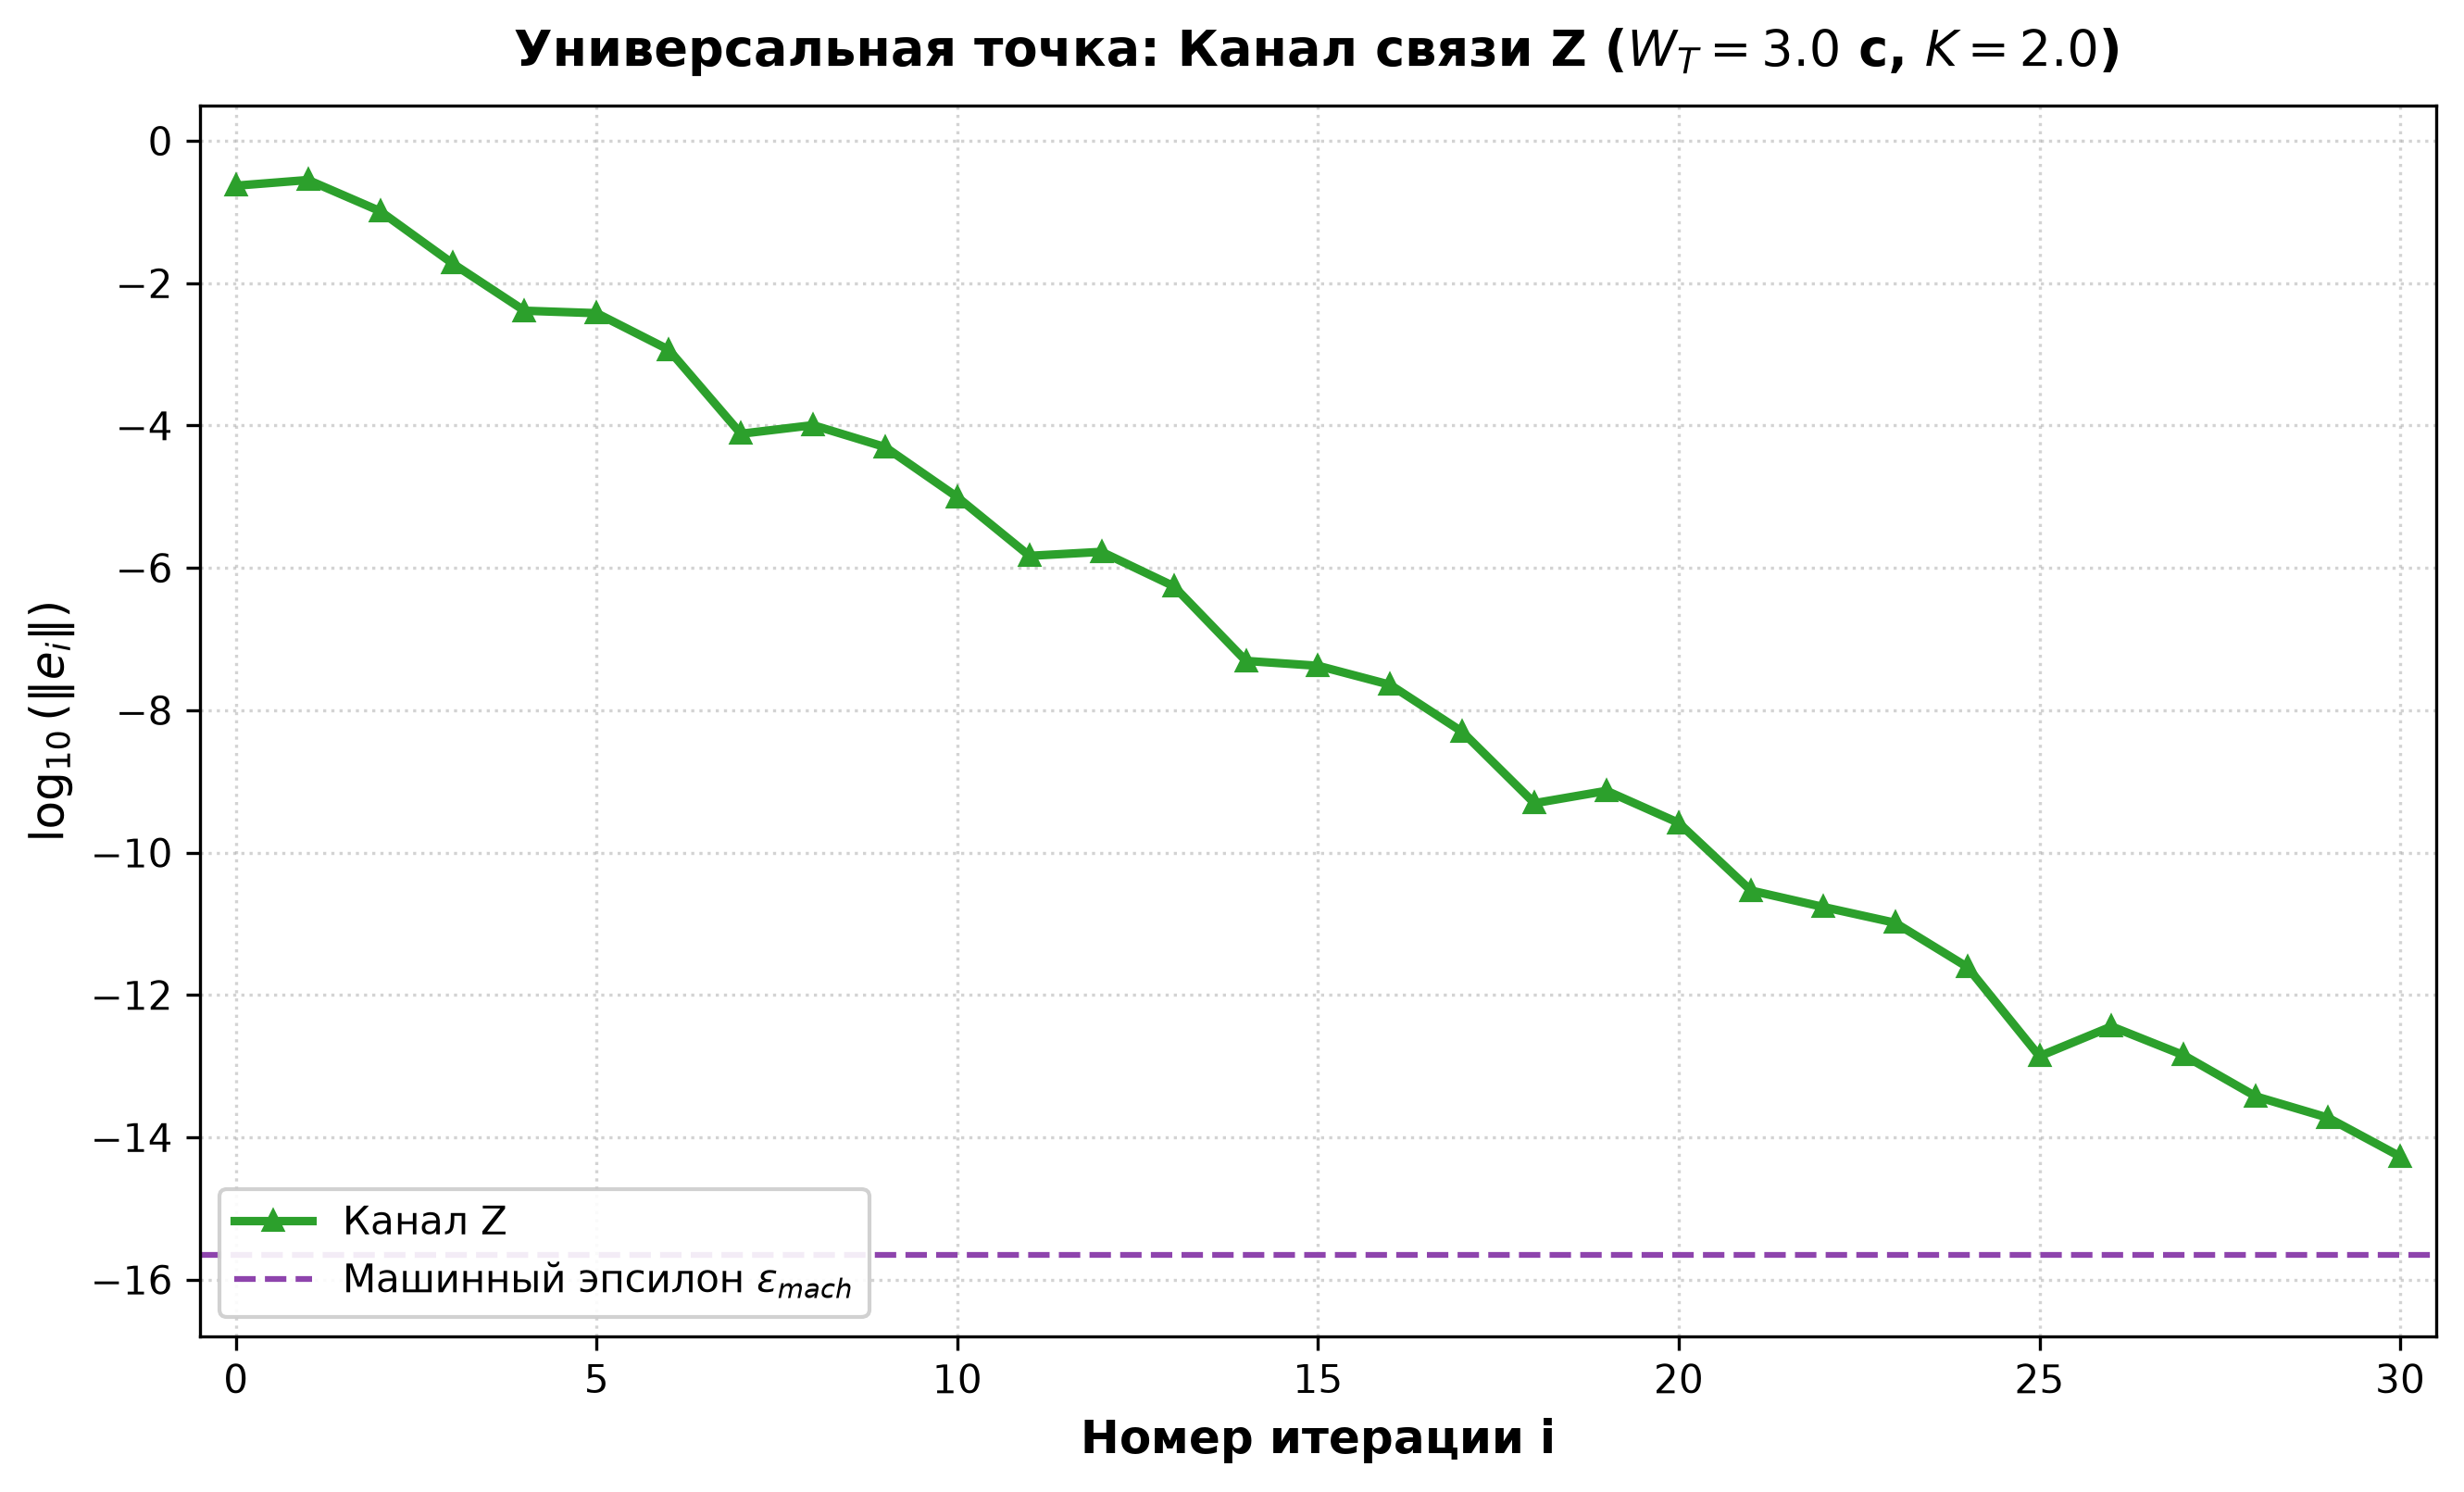 Универсальная точка: Канал связи Z (W_T = 3.0 с, K = 2.0)
0
−2
−4
−6
−8
−10
−12
−14
−16
log₁₀ (‖e_i‖)
Канал Z
Машинный эпсилон ε_mach
0 5 10 15 20 25 30
Номер итерации i